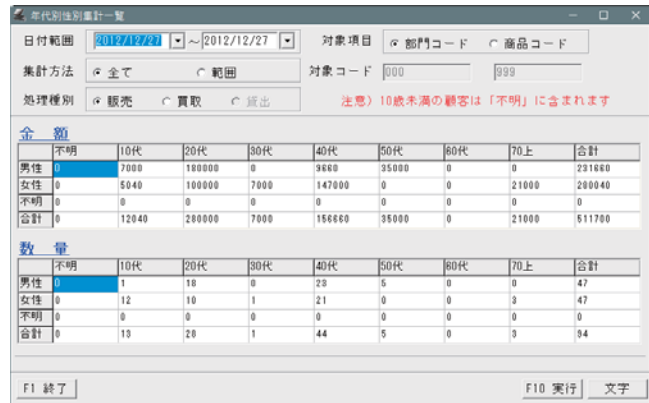 年代別性別集計一覧
日付範囲 2012/12/27 ～ 2012/12/27 対象項目 部門コード 商品コード
集計方法 全て 範囲 対象コード 000 999
処理種別 販売 買取 貸出 注意）10歳未満の顧客は「不明」に含まれます
金 額
不明 10代 20代 30代 40代 50代 60代 70上 合計
男性 0 7000 180000 0 9660 35000 0 0 231660
女性 0 5040 100000 7000 147000 0 0 21000 280040
不明 0 0 0 0 0 0 0 0 0
合計 0 12040 280000 7000 156660 35000 0 21000 511700
数 量
不明 10代 20代 30代 40代 50代 60代 70上 合計
男性 0 1 18 0 23 5 0 0 47
女性 0 12 10 1 21 0 0 3 47
不明 0 0 0 0 0 0 0 0 0
合計 0 13 28 1 44 5 0 3 94
F1 終了 F10 実行 文字